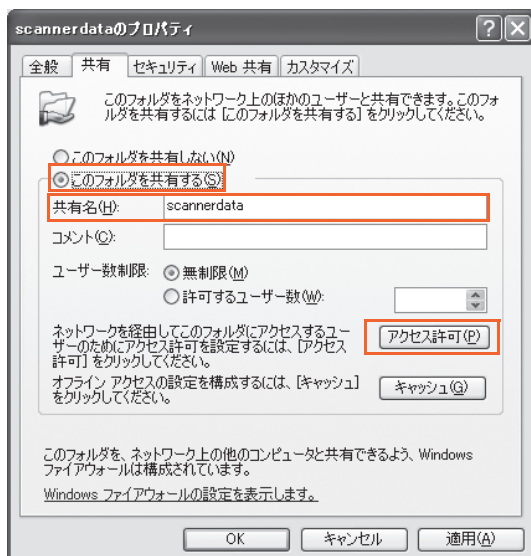 scannerdataのプロパティ
全般 共有 セキュリティ Web 共有 カスタマイズ
このフォルダをネットワーク上のほかのユーザーと共有できます。このフォ
ルダを共有するには [このフォルダを共有する] をクリックしてください。
このフォルダを共有しない(N)
このフォルダを共有する(S)
共有名(H): scannerdata
コメント(C):
ユーザー数制限: 無制限(M)
許可するユーザー数(W):
ネットワークを経由してこのフォルダにアクセスするユー
ザーのためにアクセス許可を設定するには、[アクセス
許可] をクリックしてください。
アクセス許可(P)
オフライン アクセスの設定を構成するには、[キャッシュ]
をクリックしてください。
キャッシュ(G)
このフォルダを、ネットワーク上の他のコンピュータと共有できるよう、Windows
ファイアウォールは構成されています。
Windows ファイアウォールの設定を表示します。
OK キャンセル 適用(A)